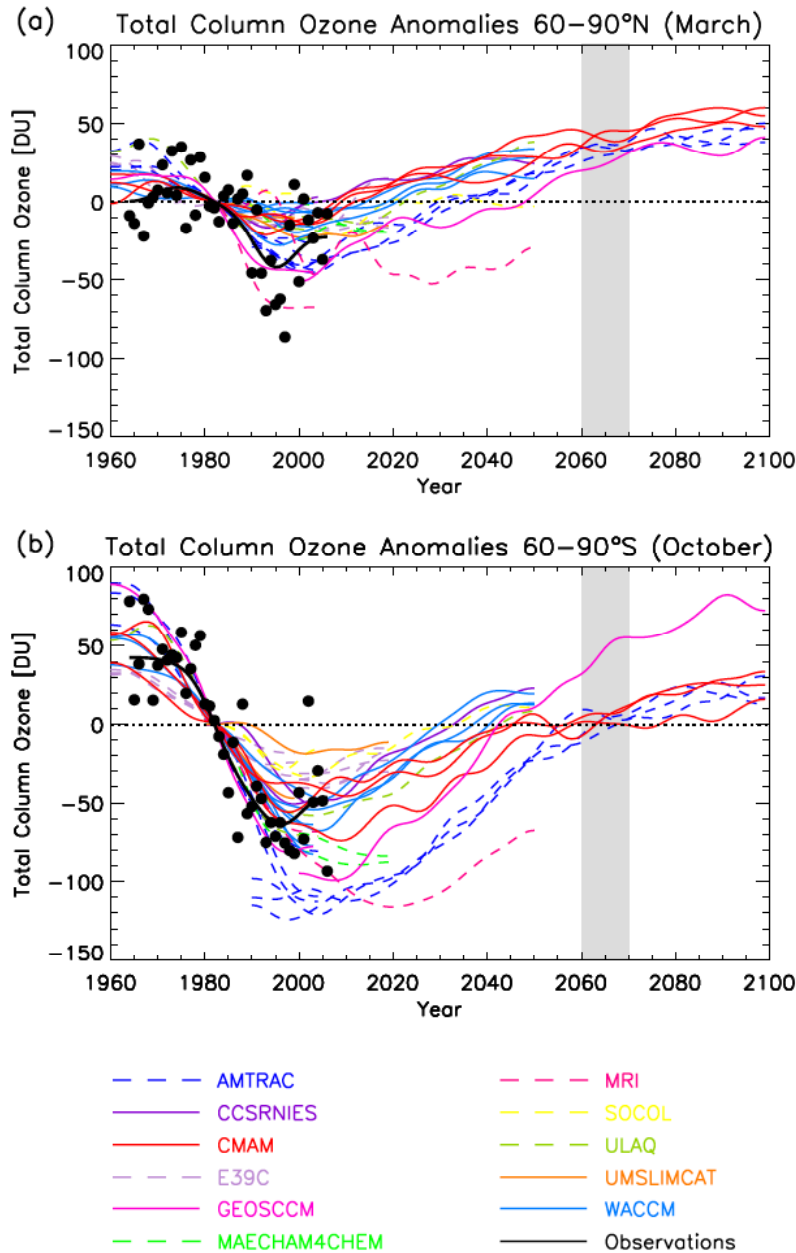 (a) Total Column Ozone Anomalies 60–90°N (March)
Total Column Ozone [DU]
100
50
0
−50
−100
−150
1960 1980 2000 2020 2040 2060 2080 2100
Year
(b) Total Column Ozone Anomalies 60–90°S (October)
Total Column Ozone [DU]
100
50
0
−50
−100
−150
1960 1980 2000 2020 2040 2060 2080 2100
Year
AMTRAC
CCSRNIES
CMAM
E39C
GEOSCCM
MAECHAM4CHEM
MRI
SOCOL
ULAQ
UMSLIMCAT
WACCM
Observations